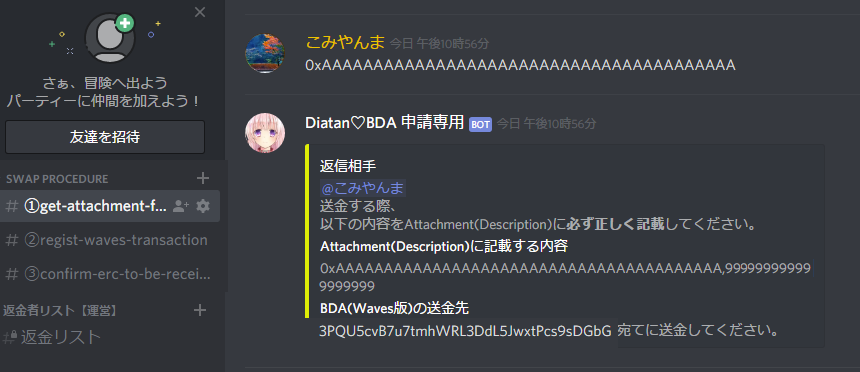 さぁ、冒険へ出よう
パーティーに仲間を加えよう！
友達を招待
SWAP PROCEDURE
# ①get-attachment-f...
# ②regist-waves-transaction
# ③confirm-erc-to-be-recei...
返金者リスト【運営】
# 返金リスト
こみやんま 今日 午後10時56分
0xAAAAAAAAAAAAAAAAAAAAAAAAAAAAAAAAAAAAAAAA
Diatan♡BDA 申請専用 BOT 今日 午後10時56分
返信相手
@こみやんま
送金する際、
以下の内容をAttachment(Description)に必ず正しく記載してください。
Attachment(Description)に記載する内容
0xAAAAAAAAAAAAAAAAAAAAAAAAAAAAAAAAAAAAAAAA,99999999999
9999999
BDA(Waves版)の送金先
3PQU5cvB7u7tmhWRL3DdL5JwxtPcs9sDGbG 宛てに送金してください。